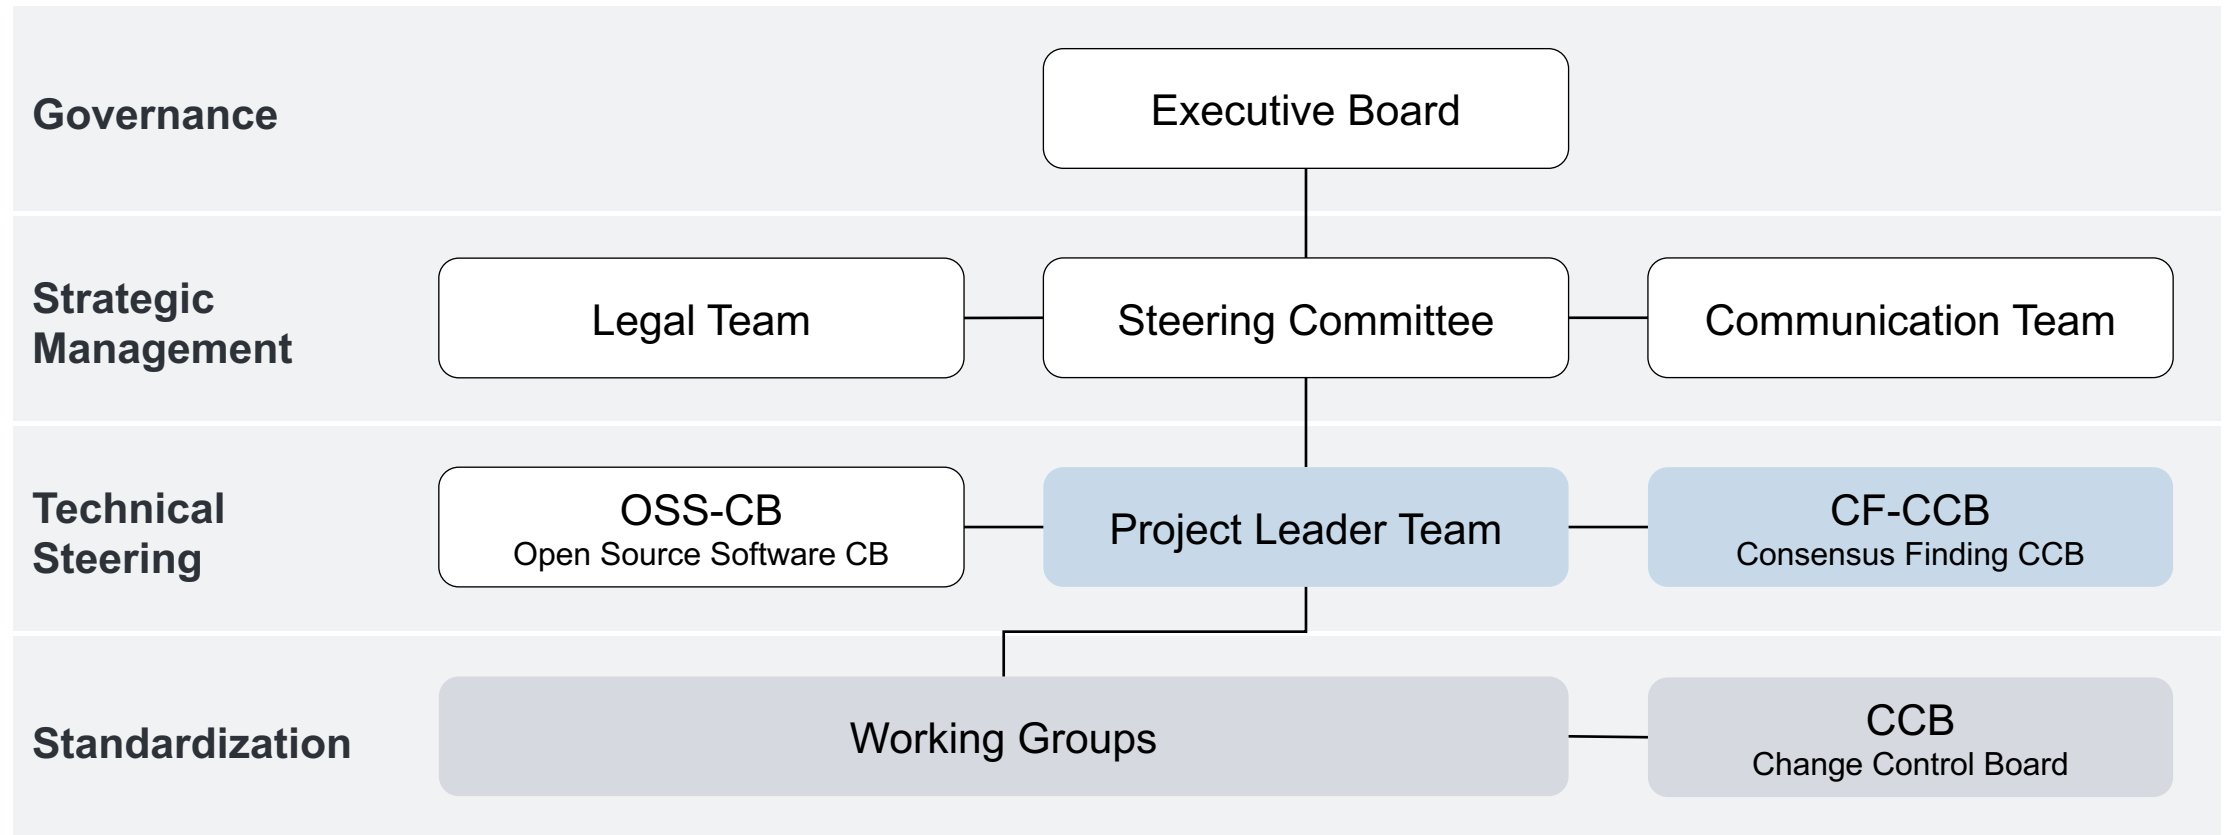 Governance
Executive Board
Strategic
Management
Legal Team
Steering Committee
Communication Team
Technical
Steering
OSS-CB
Open Source Software CB
Project Leader Team
CF-CCB
Consensus Finding CCB
Standardization
Working Groups
CCB
Change Control Board